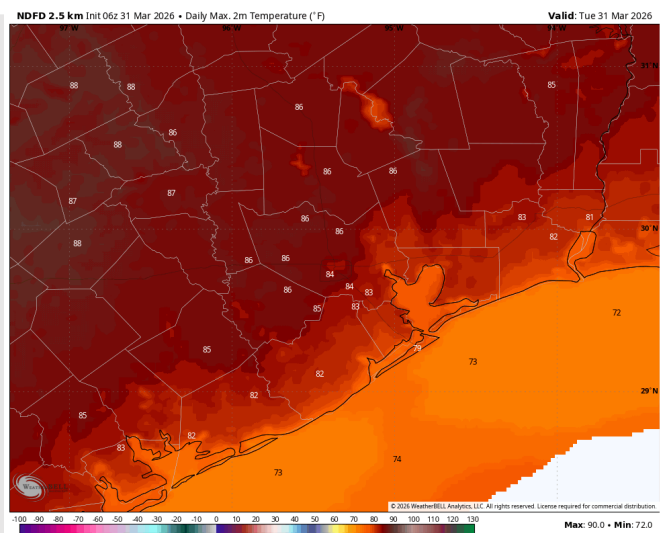 NDFD 2.5 km Init 06z 31 Mar 2026 • Daily Max. 2m Temperature (°F) Valid: Tue 31 Mar 2026
97°W 96°W 95°W 94°W
31°N
88 88 86 85
86
88
86 86
87 87
86 83 81
30°N
88 86 82
86 86
84
86 84 83
85 83
72
85 79 73
82
29°N
82
85
82
83
74
73
WeatherBELL
© 2026 WeatherBELL Analytics, LLC. All rights reserved. License required for commercial distribution.
-100 -90 -80 -70 -60 -50 -40 -30 -20 -10 0 10 20 30 40 50 60 70 80 90 100 110 120 130
Max: 90.0 • Min: 72.0